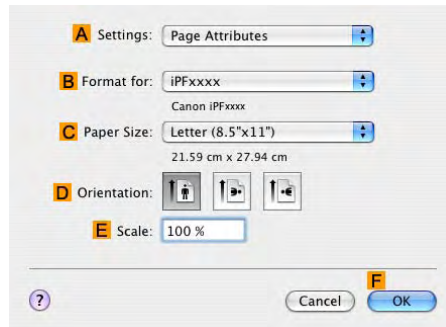 A Settings: Page Attributes
B Format for: iPFxxxx
Canon iPFxxxx
C Paper Size: Letter (8.5"x11")
21.59 cm x 27.94 cm
D Orientation:
E Scale: 100 %
F
? Cancel OK